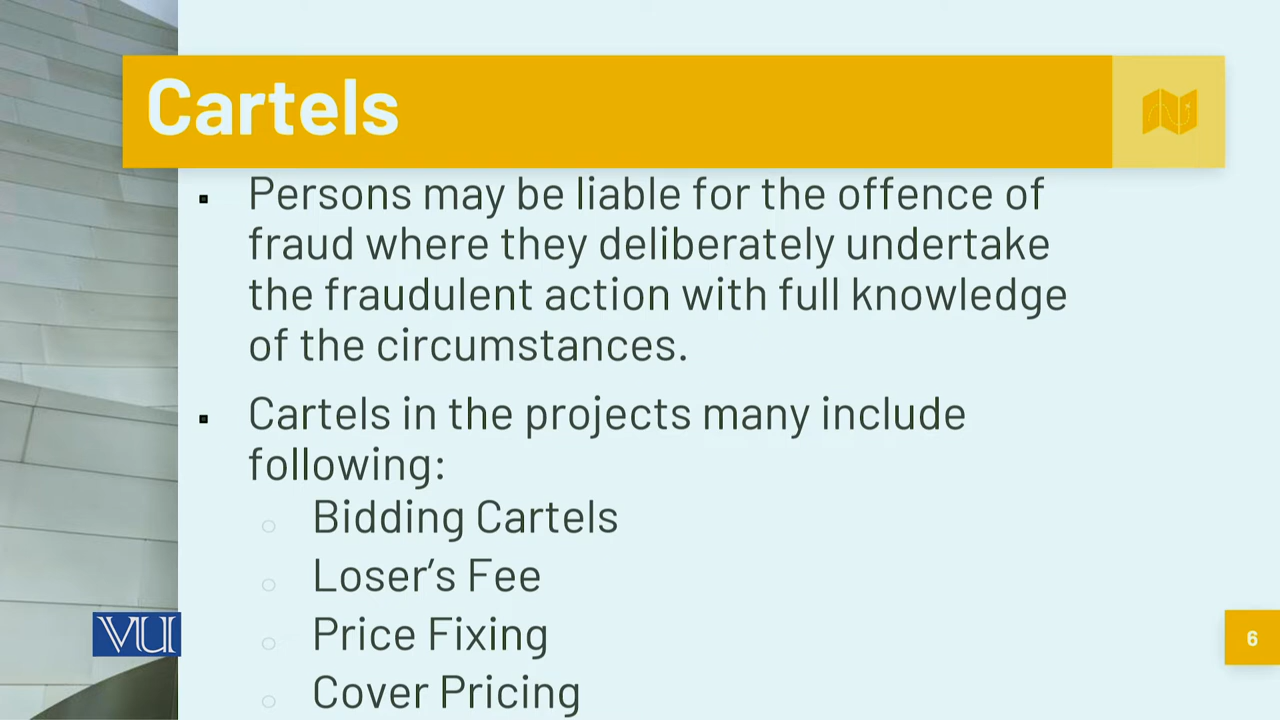 Cartels
▪ Persons may be liable for the offence of
fraud where they deliberately undertake
the fraudulent action with full knowledge
of the circumstances.
▪ Cartels in the projects many include
following:
○ Bidding Cartels
○ Loser's Fee
○ Price Fixing
○ Cover Pricing
VU
6